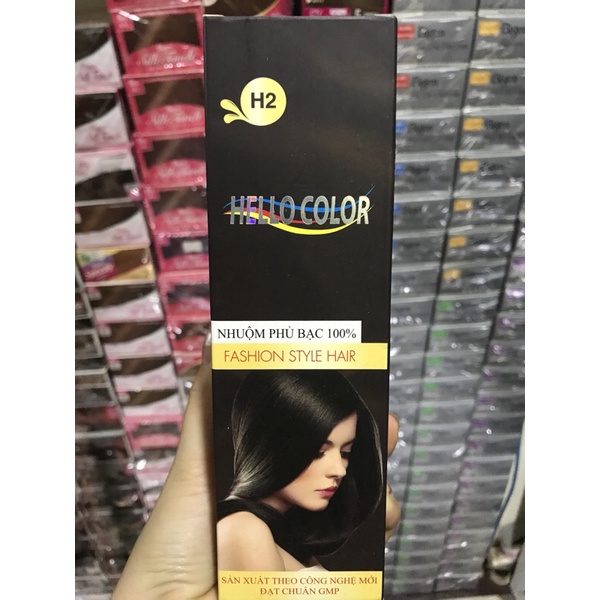 H2
HELLO COLOR
NHUỘM PHỦ BẠC 100%
FASHION STYLE HAIR
SẢN XUẤT THEO CÔNG NGHỆ MỚI
ĐẠT CHUẨN GMP